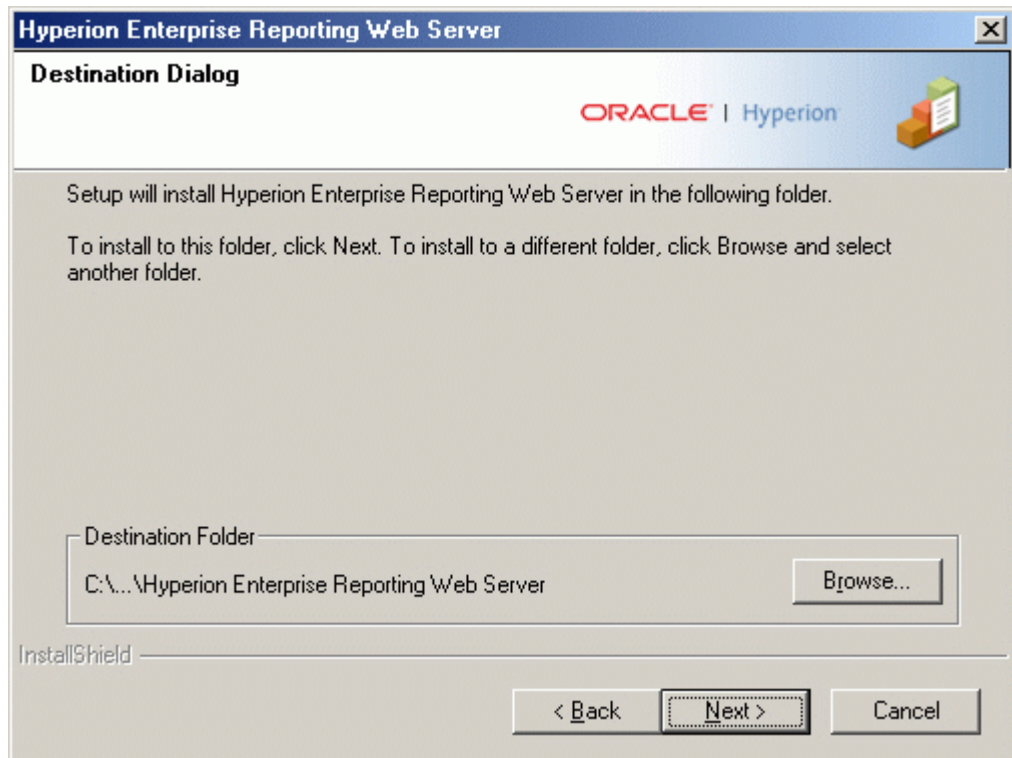 Hyperion Enterprise Reporting Web Server
Destination Dialog
ORACLE | Hyperion
Setup will install Hyperion Enterprise Reporting Web Server in the following folder.
To install to this folder, click Next. To install to a different folder, click Browse and select
another folder.
Destination Folder
C:\...\Hyperion Enterprise Reporting Web Server
Browse...
InstallShield
< Back
Next >
Cancel